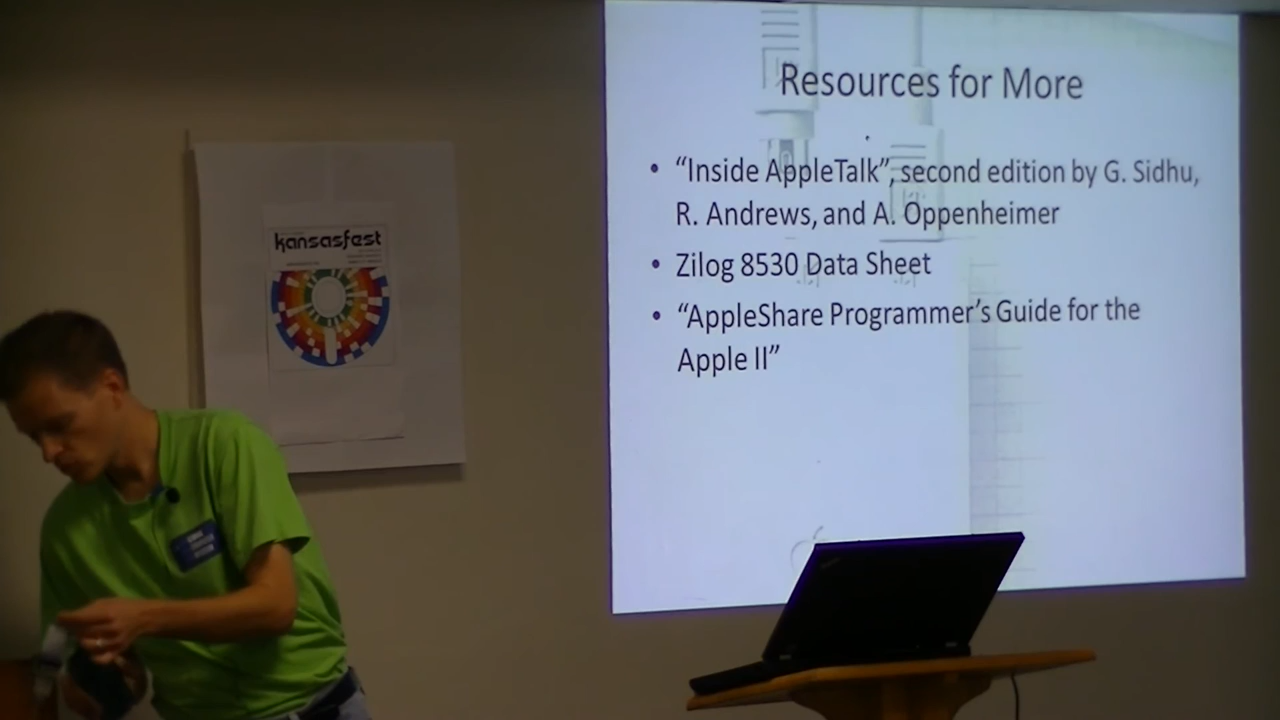 Resources for More
• “Inside AppleTalk”, second edition by G. Sidhu,
R. Andrews, and A. Oppenheimer
• Zilog 8530 Data Sheet
• “AppleShare Programmer’s Guide for the
Apple II”
kansasfest